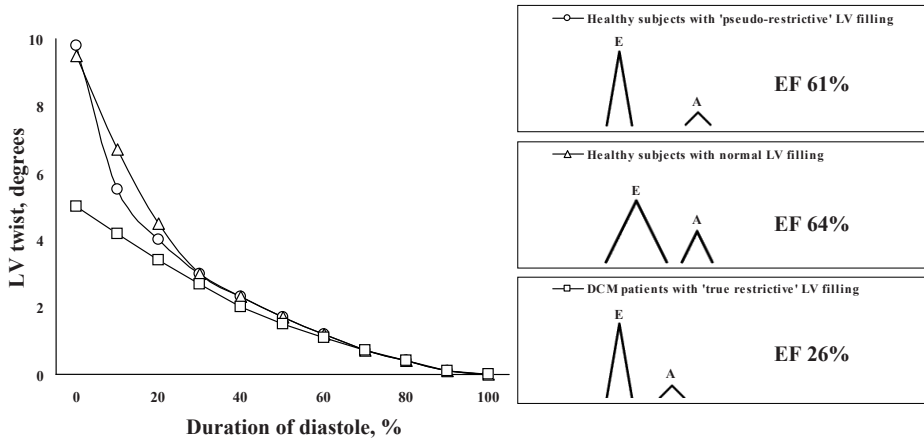 LV twist, degrees
10
8
6
4
2
0
0
20
40
60
80
100
Duration of diastole, %
Healthy subjects with 'pseudo-restrictive' LV filling
E
A
EF 61%
Healthy subjects with normal LV filling
E
A
EF 64%
DCM patients with 'true restrictive' LV filling
E
A
EF 26%